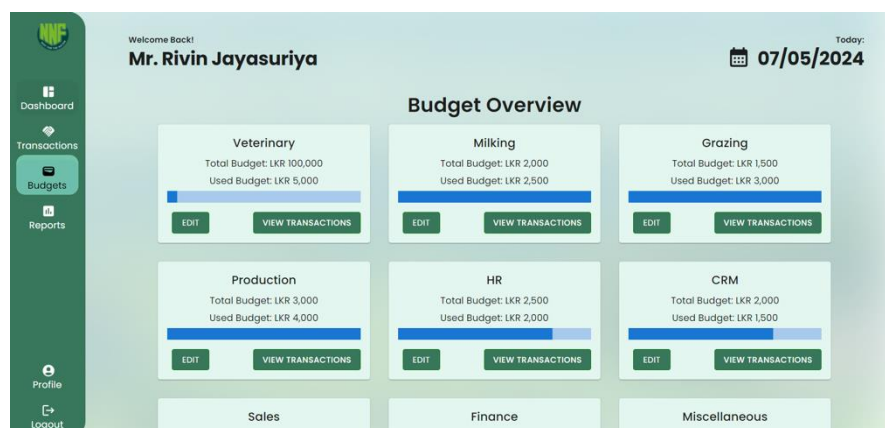 NNF
Welcome Back!
Mr. Rivin Jayasuriya
Today:
07/05/2024
Dashboard
Transactions
Budgets
Reports
Profile
Logout
Budget Overview
Veterinary
Total Budget: LKR 100,000
Used Budget: LKR 5,000
EDIT
VIEW TRANSACTIONS
Milking
Total Budget: LKR 2,000
Used Budget: LKR 2,500
EDIT
VIEW TRANSACTIONS
Grazing
Total Budget: LKR 1,500
Used Budget: LKR 3,000
EDIT
VIEW TRANSACTIONS
Production
Total Budget: LKR 3,000
Used Budget: LKR 4,000
EDIT
VIEW TRANSACTIONS
HR
Total Budget: LKR 2,500
Used Budget: LKR 2,000
EDIT
VIEW TRANSACTIONS
CRM
Total Budget: LKR 2,000
Used Budget: LKR 1,500
EDIT
VIEW TRANSACTIONS
Sales
Finance
Miscellaneous